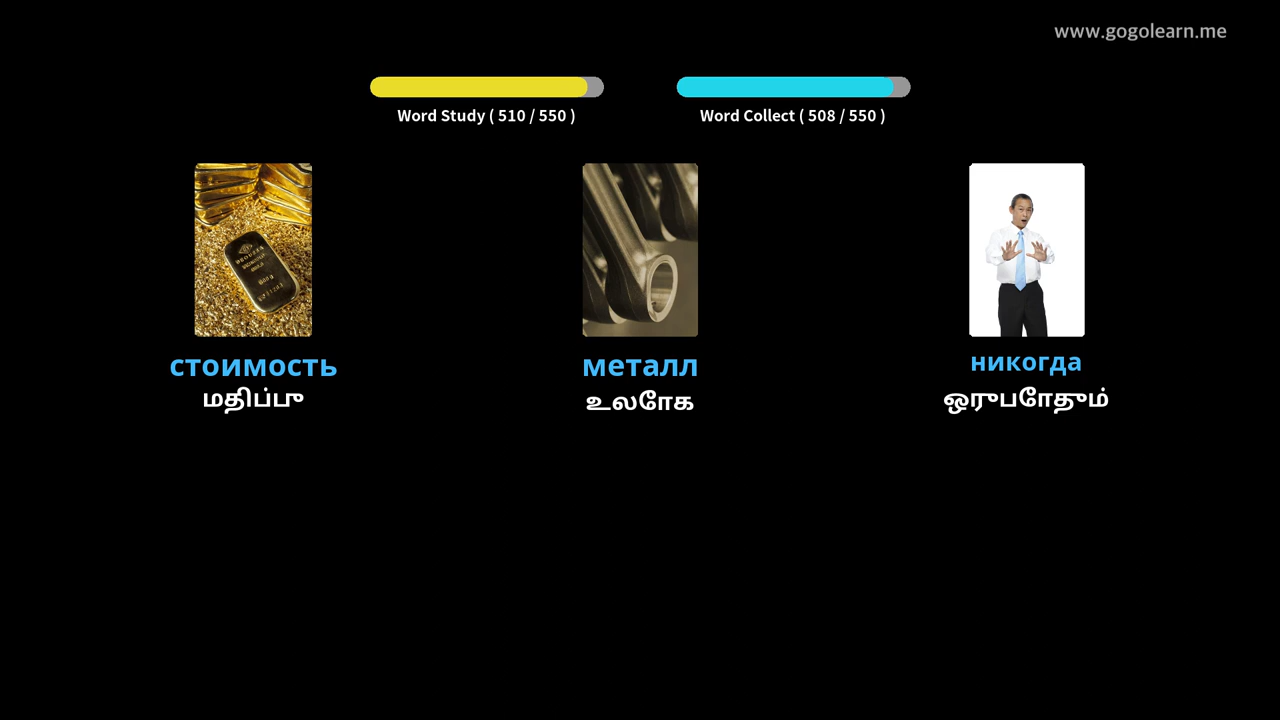 www.gogolearn.me
Word Study ( 510 / 550 )
Word Collect ( 508 / 550 )
стоимость
மதிப்பு
металл
உலோக
никогда
ஒருபோதும்